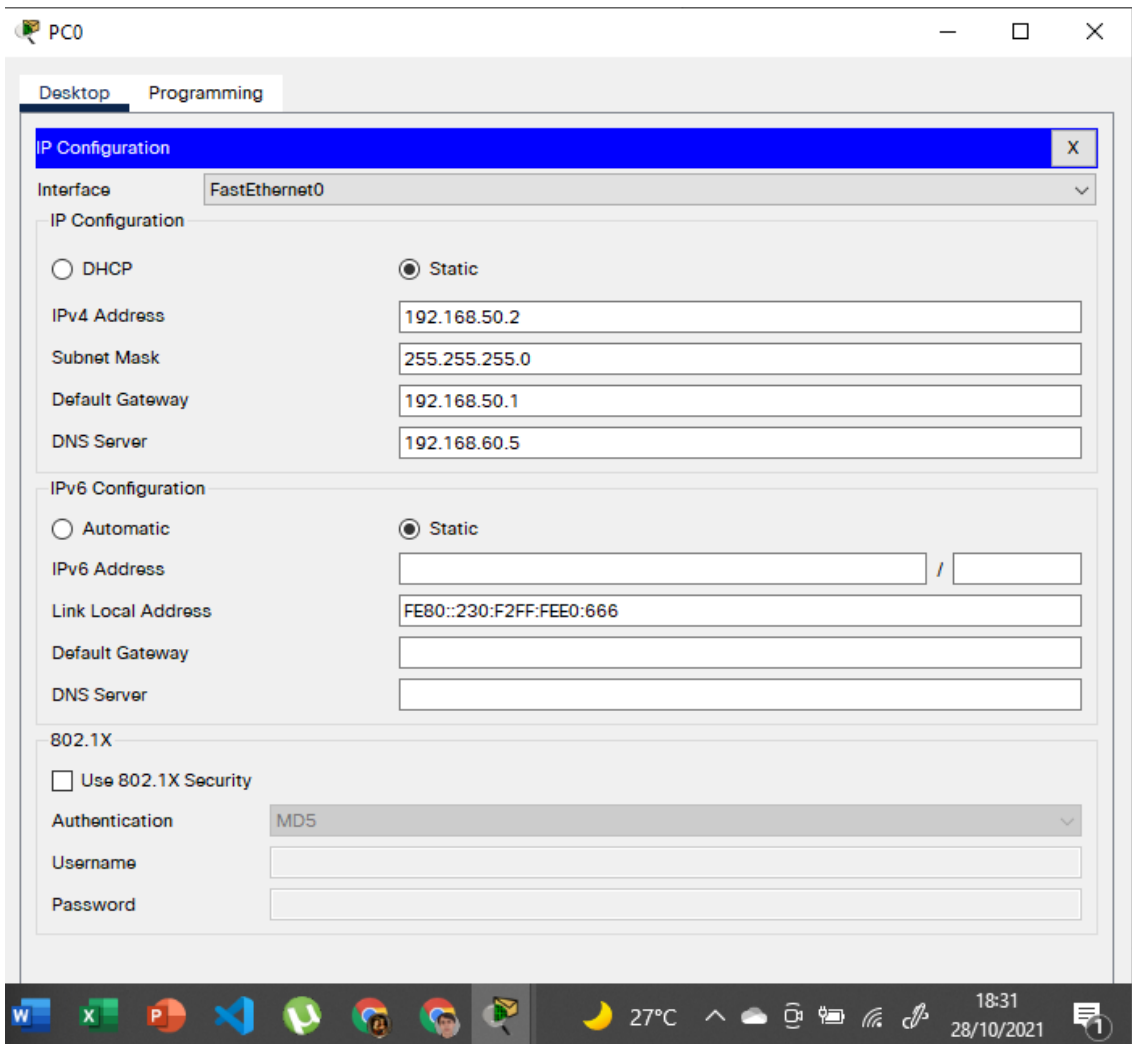 PC0
Desktop Programming
IP Configuration X
Interface FastEthernet0
IP Configuration
DHCP Static
IPv4 Address 192.168.50.2
Subnet Mask 255.255.255.0
Default Gateway 192.168.50.1
DNS Server 192.168.60.5
IPv6 Configuration
Automatic Static
IPv6 Address /
Link Local Address FE80::230:F2FF:FEE0:666
Default Gateway
DNS Server
802.1X
Use 802.1X Security
Authentication MD5
Username
Password
W X P 27°C 18:31
28/10/2021 1